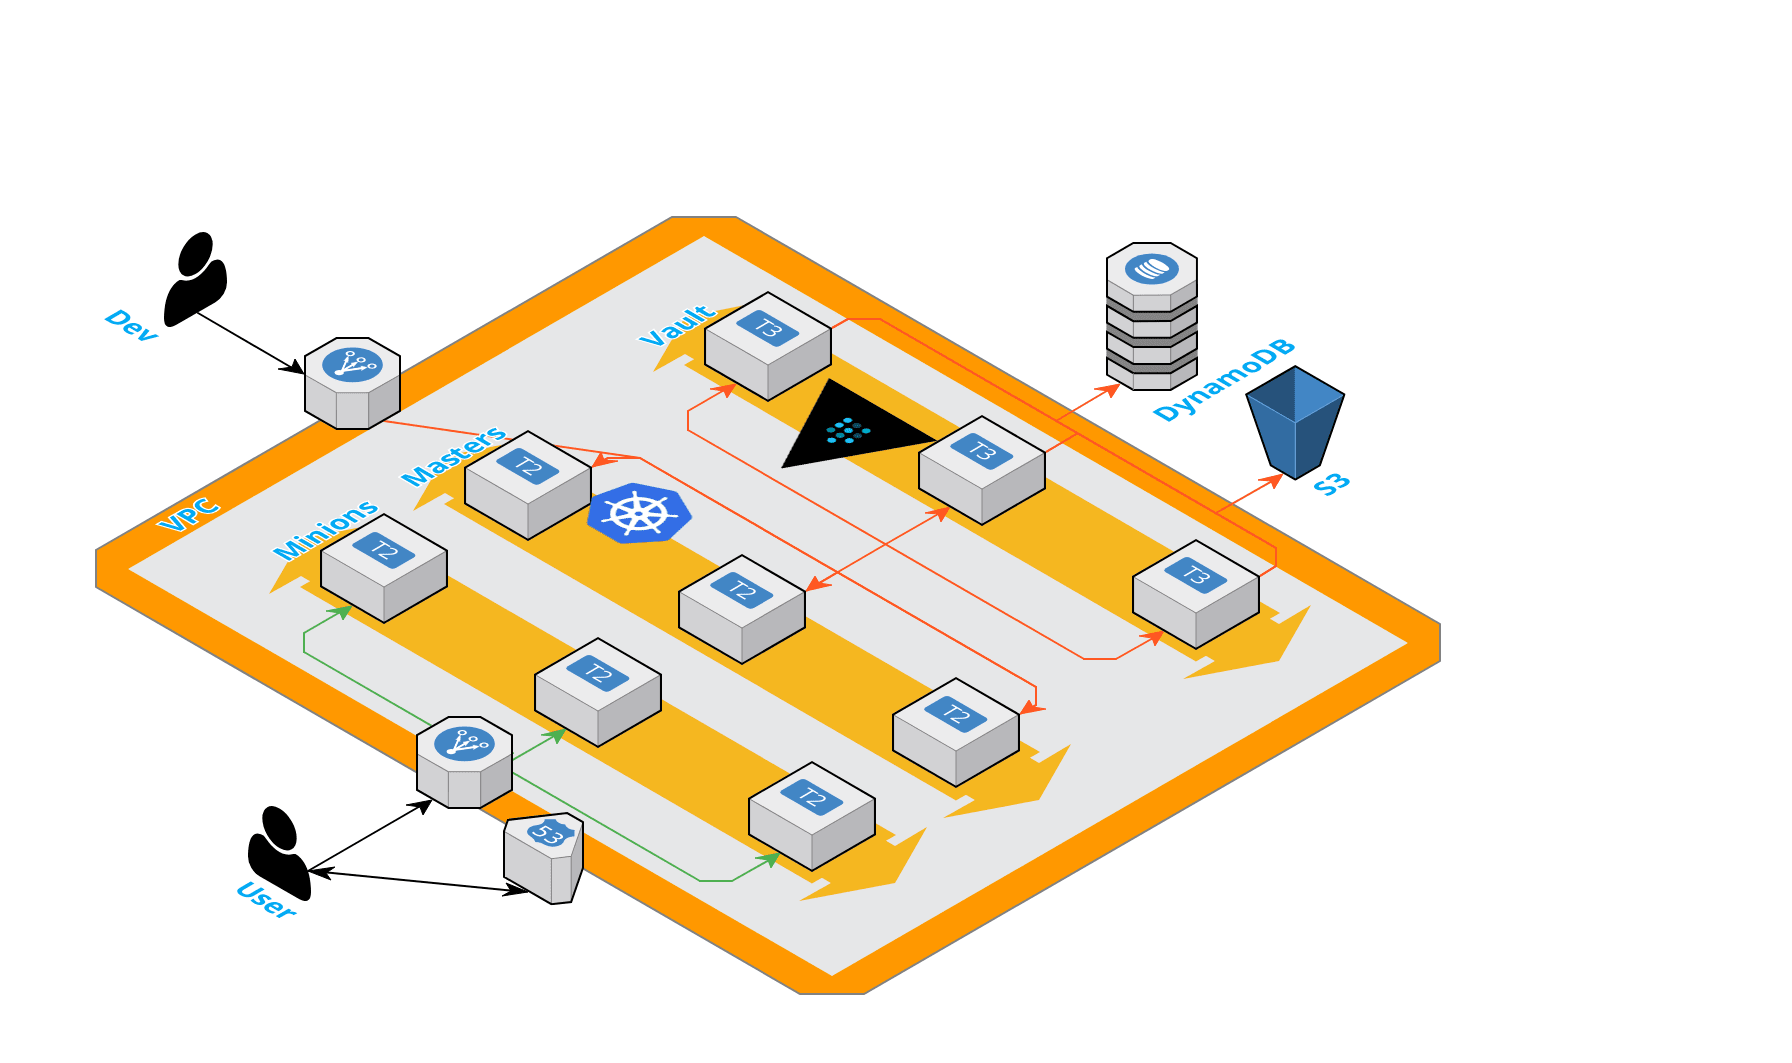 Dev
VPC
Vault
T3
T3
T3
DynamoDB
S3
Masters
T2
T2
T2
Minions
T2
T2
T2
53
User